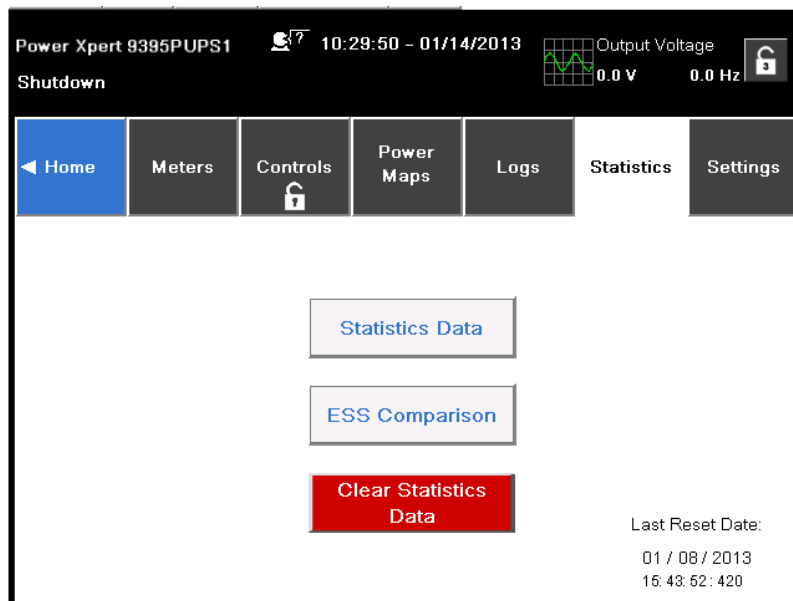 Power Xpert 9395PUPS1
? 10:29:50 - 01/14/2013
Output Voltage
Shutdown
0.0 V 0.0 Hz
3
Home
Meters
Controls
1
Power
Maps
Logs
Statistics
Settings
Statistics Data
ESS Comparison
Clear Statistics
Data
Last Reset Date:
01 / 08 / 2013
15: 43: 52 : 420